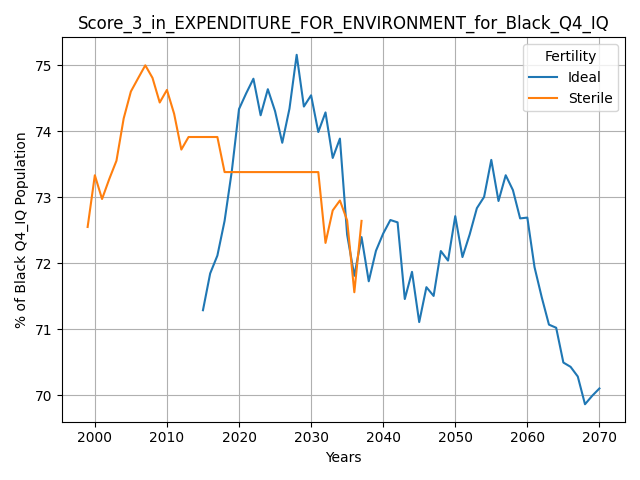 Score_3_in_EXPENDITURE_FOR_ENVIRONMENT_for_Black_Q4_IQ
Fertility
Ideal
Sterile
% of Black Q4_IQ Population
75
74
73
72
71
70
2000 2010 2020 2030 2040 2050 2060 2070
Years